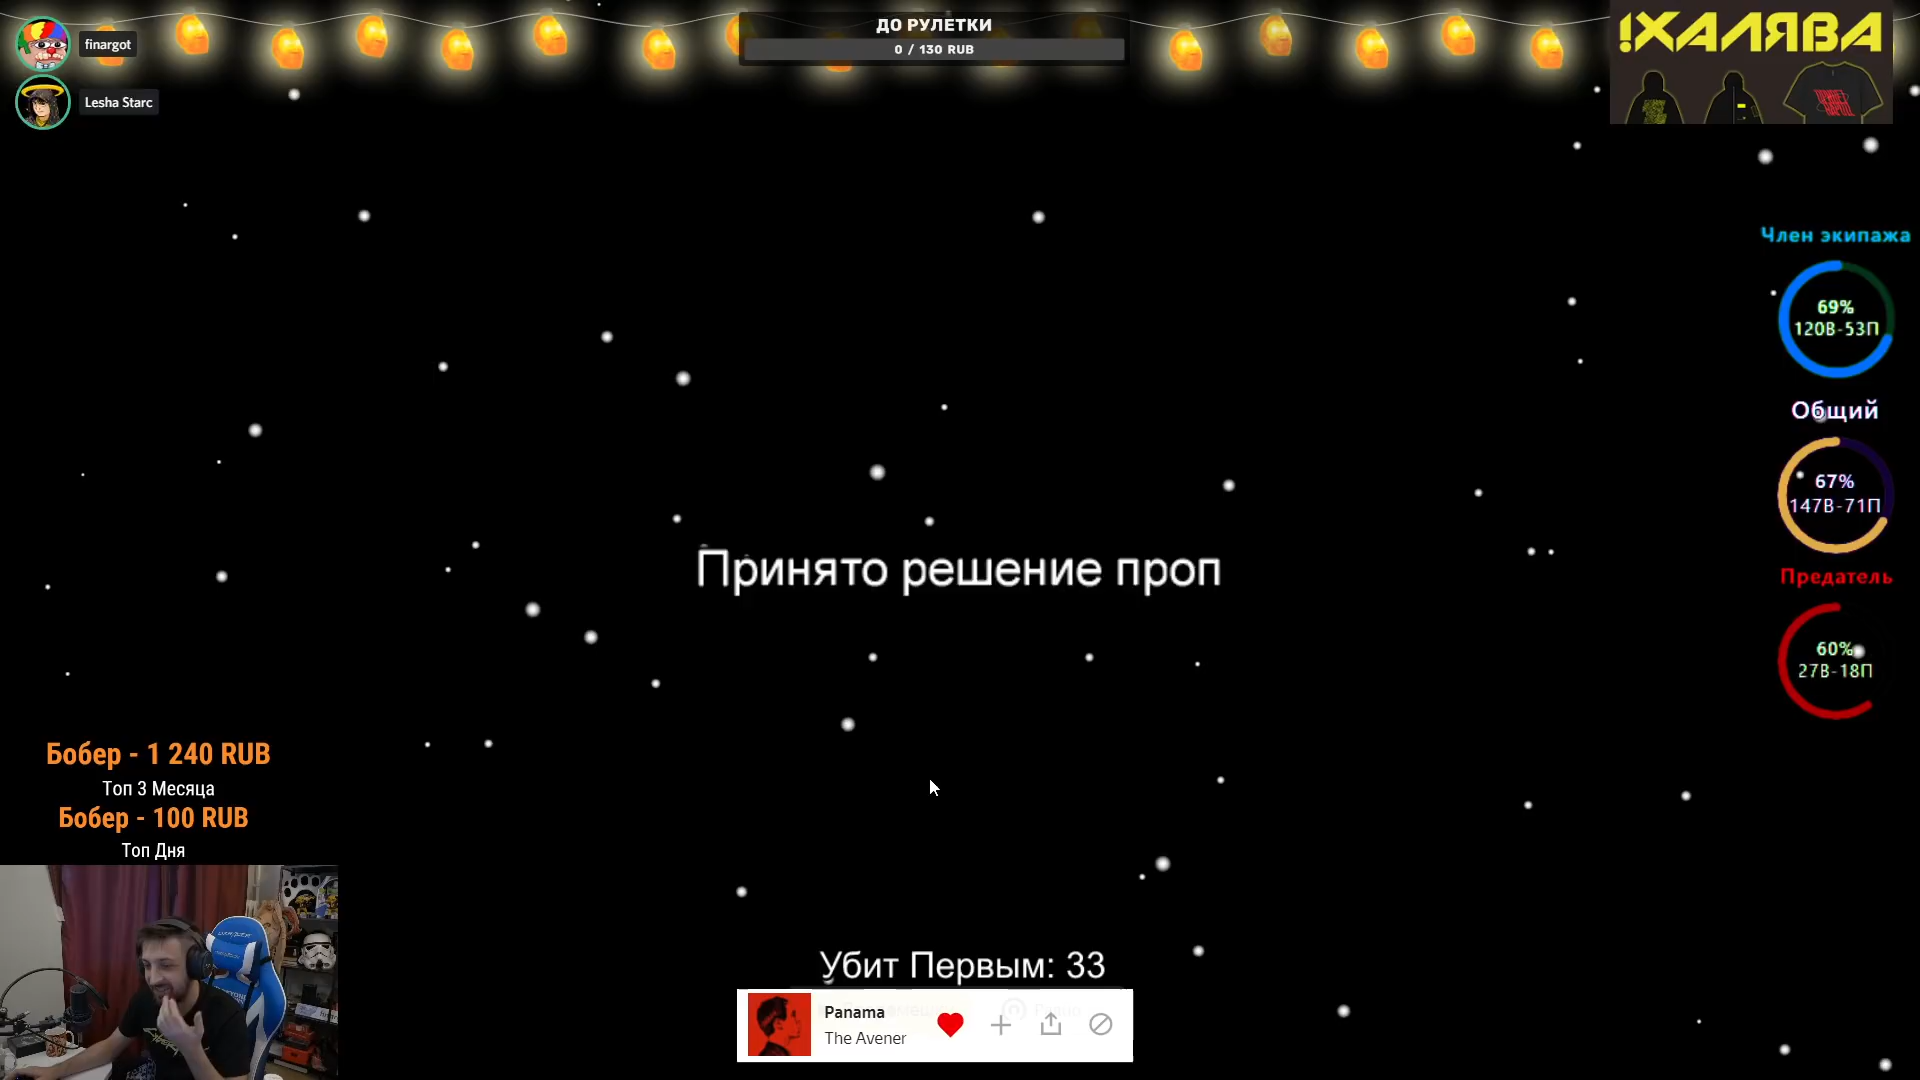 finargot
Lesha Starc
ДО РУЛЕТКИ
0 / 130 RUB
!ХАЛЯВА
Член экипажа
69%
120В-53П
Общий
67%
147В-71П
Предатель
60%
27В-18П
Принято решение проп
Бобер - 1 240 RUB
Топ 3 Месяца
Бобер - 100 RUB
Топ Дня
Убит Первым: 33
Panama
The Avener